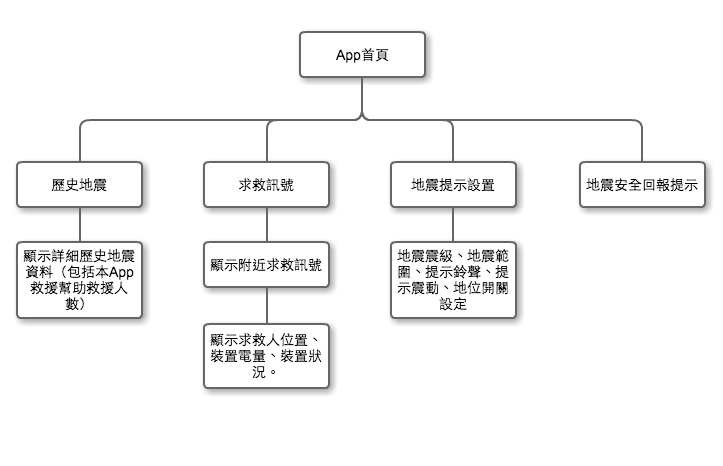 App首頁
歷史地震
求救訊號
地震提示設置
地震安全回報提示
顯示詳細歷史地震
資料（包括本App
救援幫助救援人
數）
顯示附近求救訊號
地震震級、地震範
圍、提示鈴聲、提
示震動、地位開關
設定
顯示求救人位置、
裝置電量、裝置狀
況。